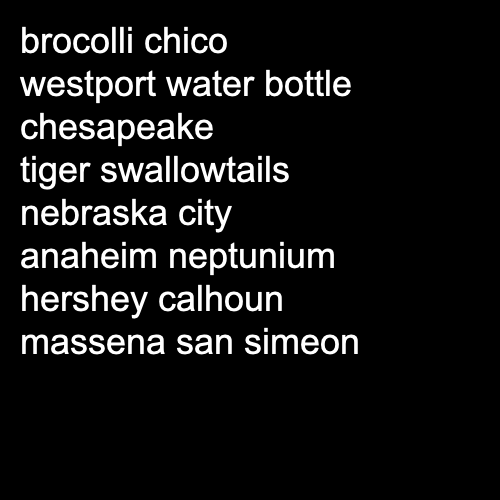 brocolli chico
westport water bottle
chesapeake
tiger swallowtails
nebraska city
anaheim neptunium
hershey calhoun
massena san simeon